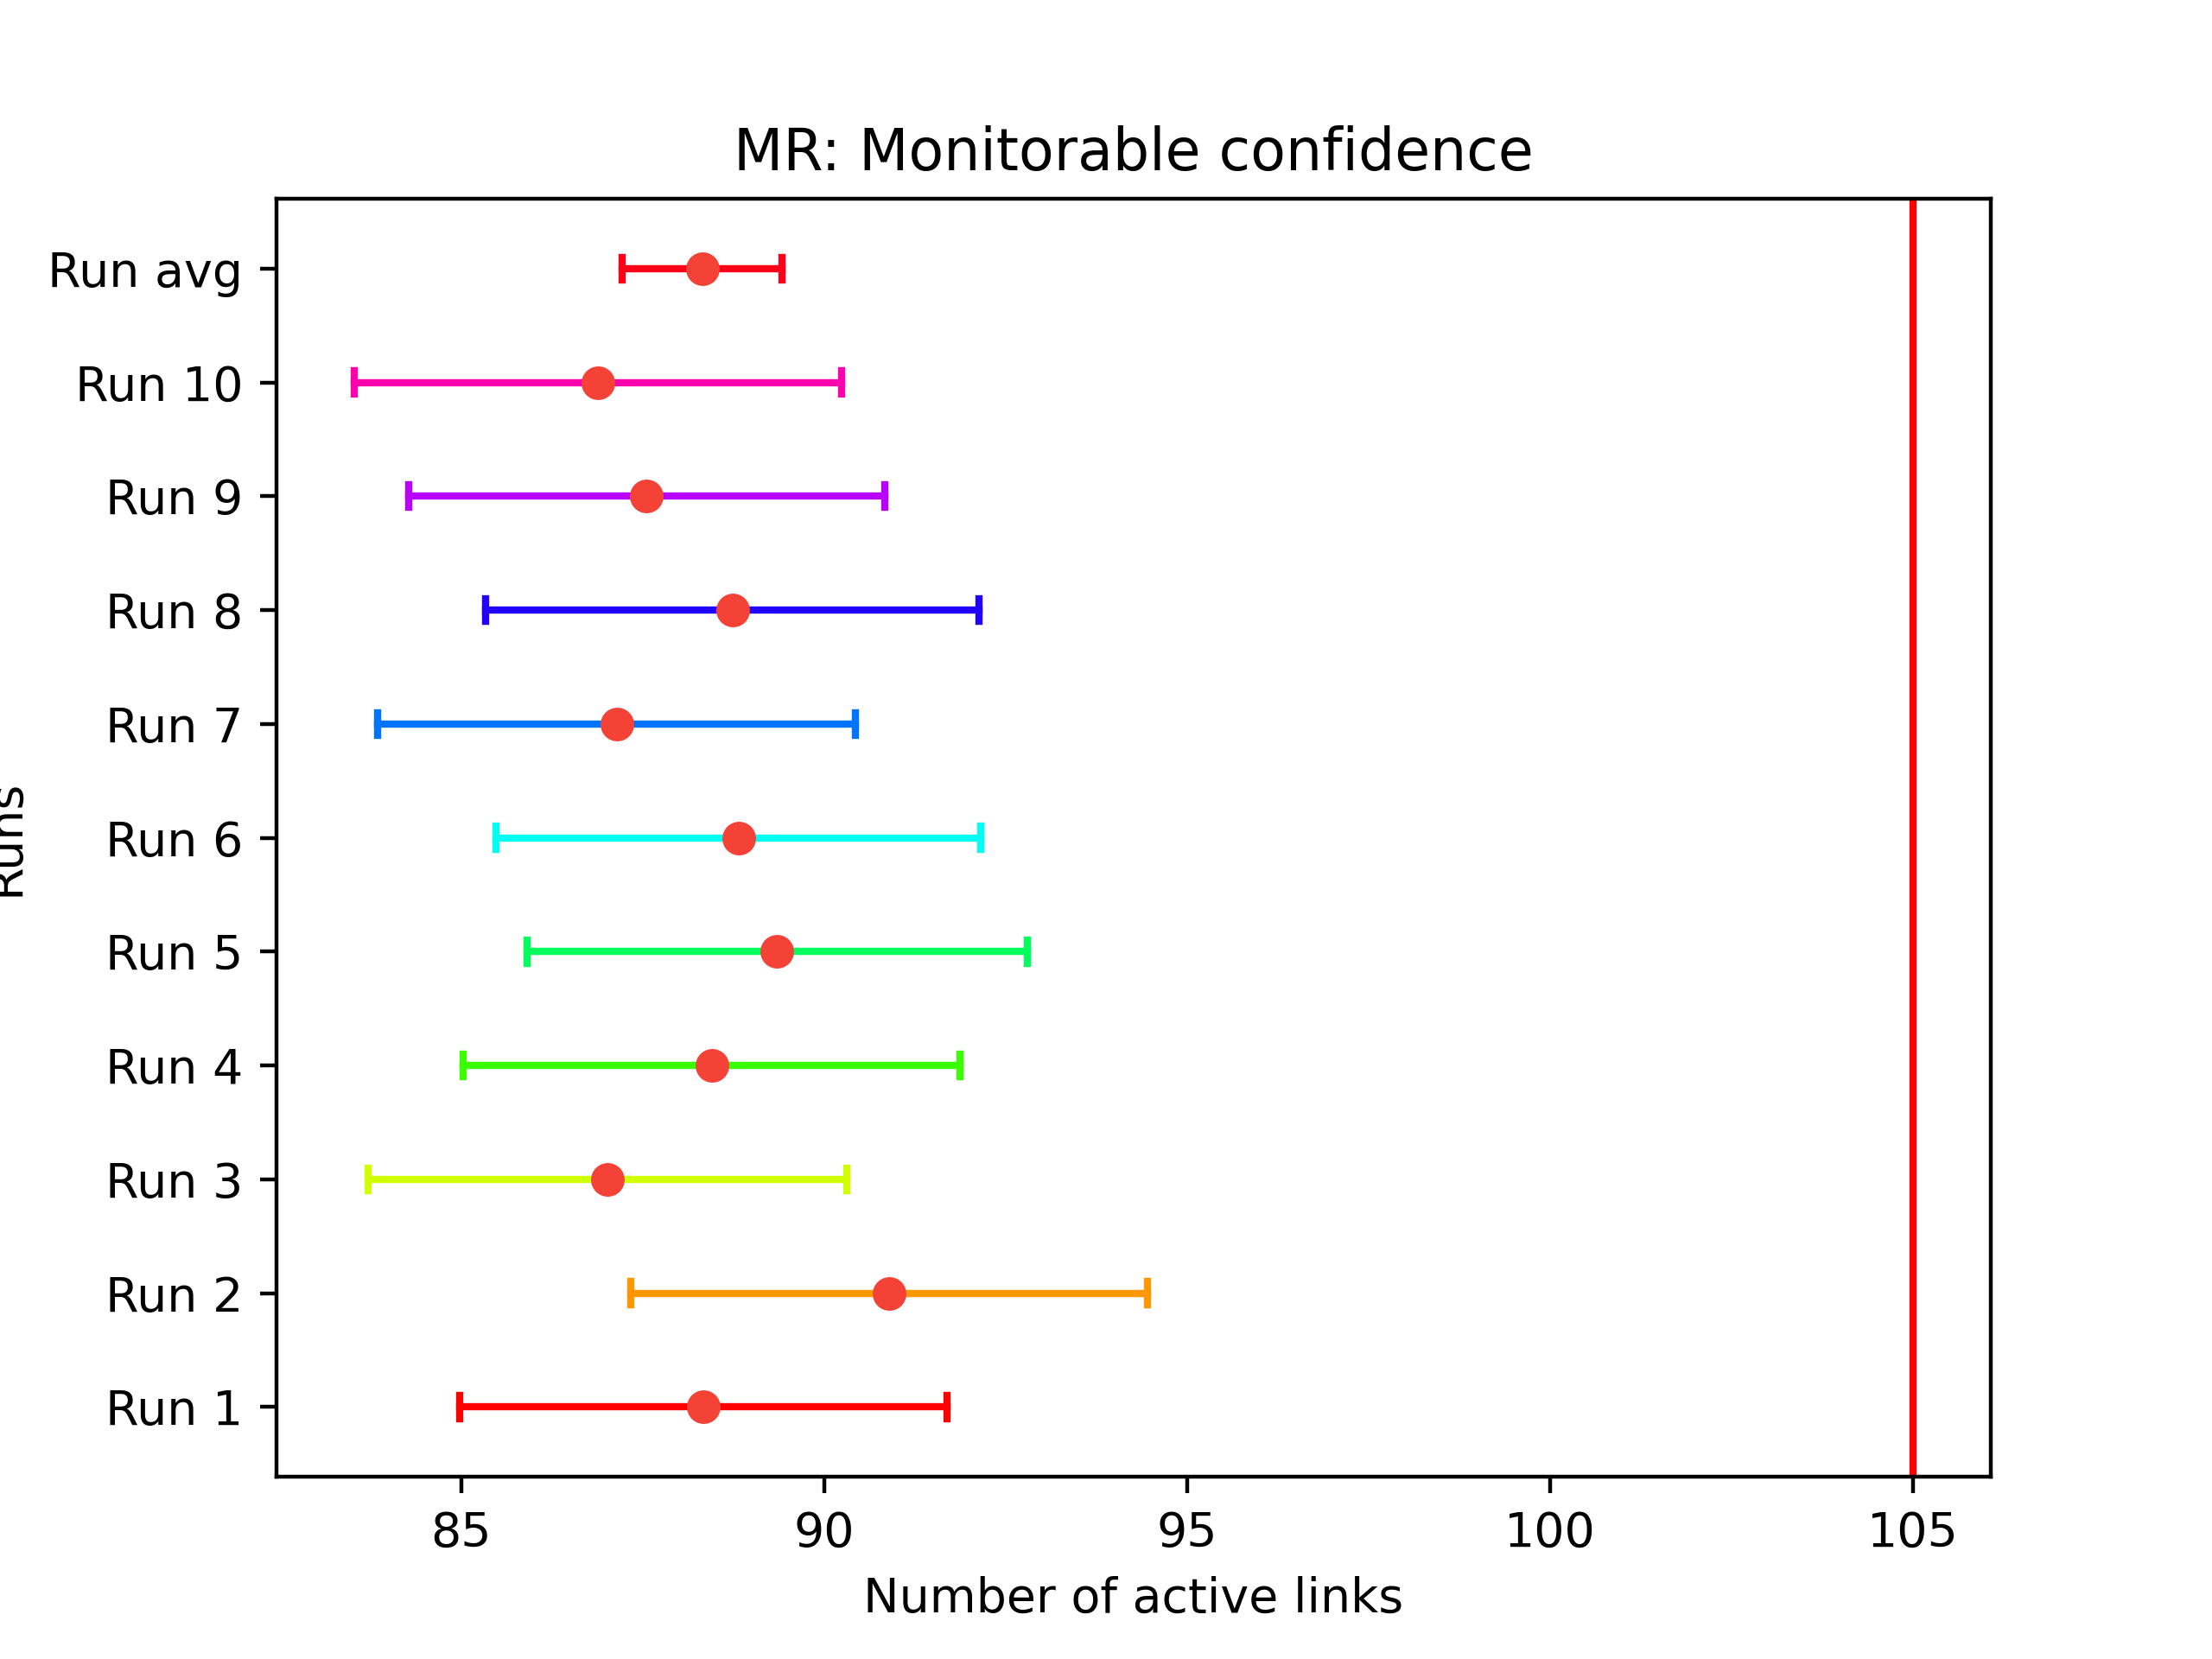 MR: Monitorable confidence
Run avg
Run 10
Run 9
Run 8
Run 7
Run 6
Run 5
Run 4
Run 3
Run 2
Run 1
Runs
85 90 95 100 105
Number of active links